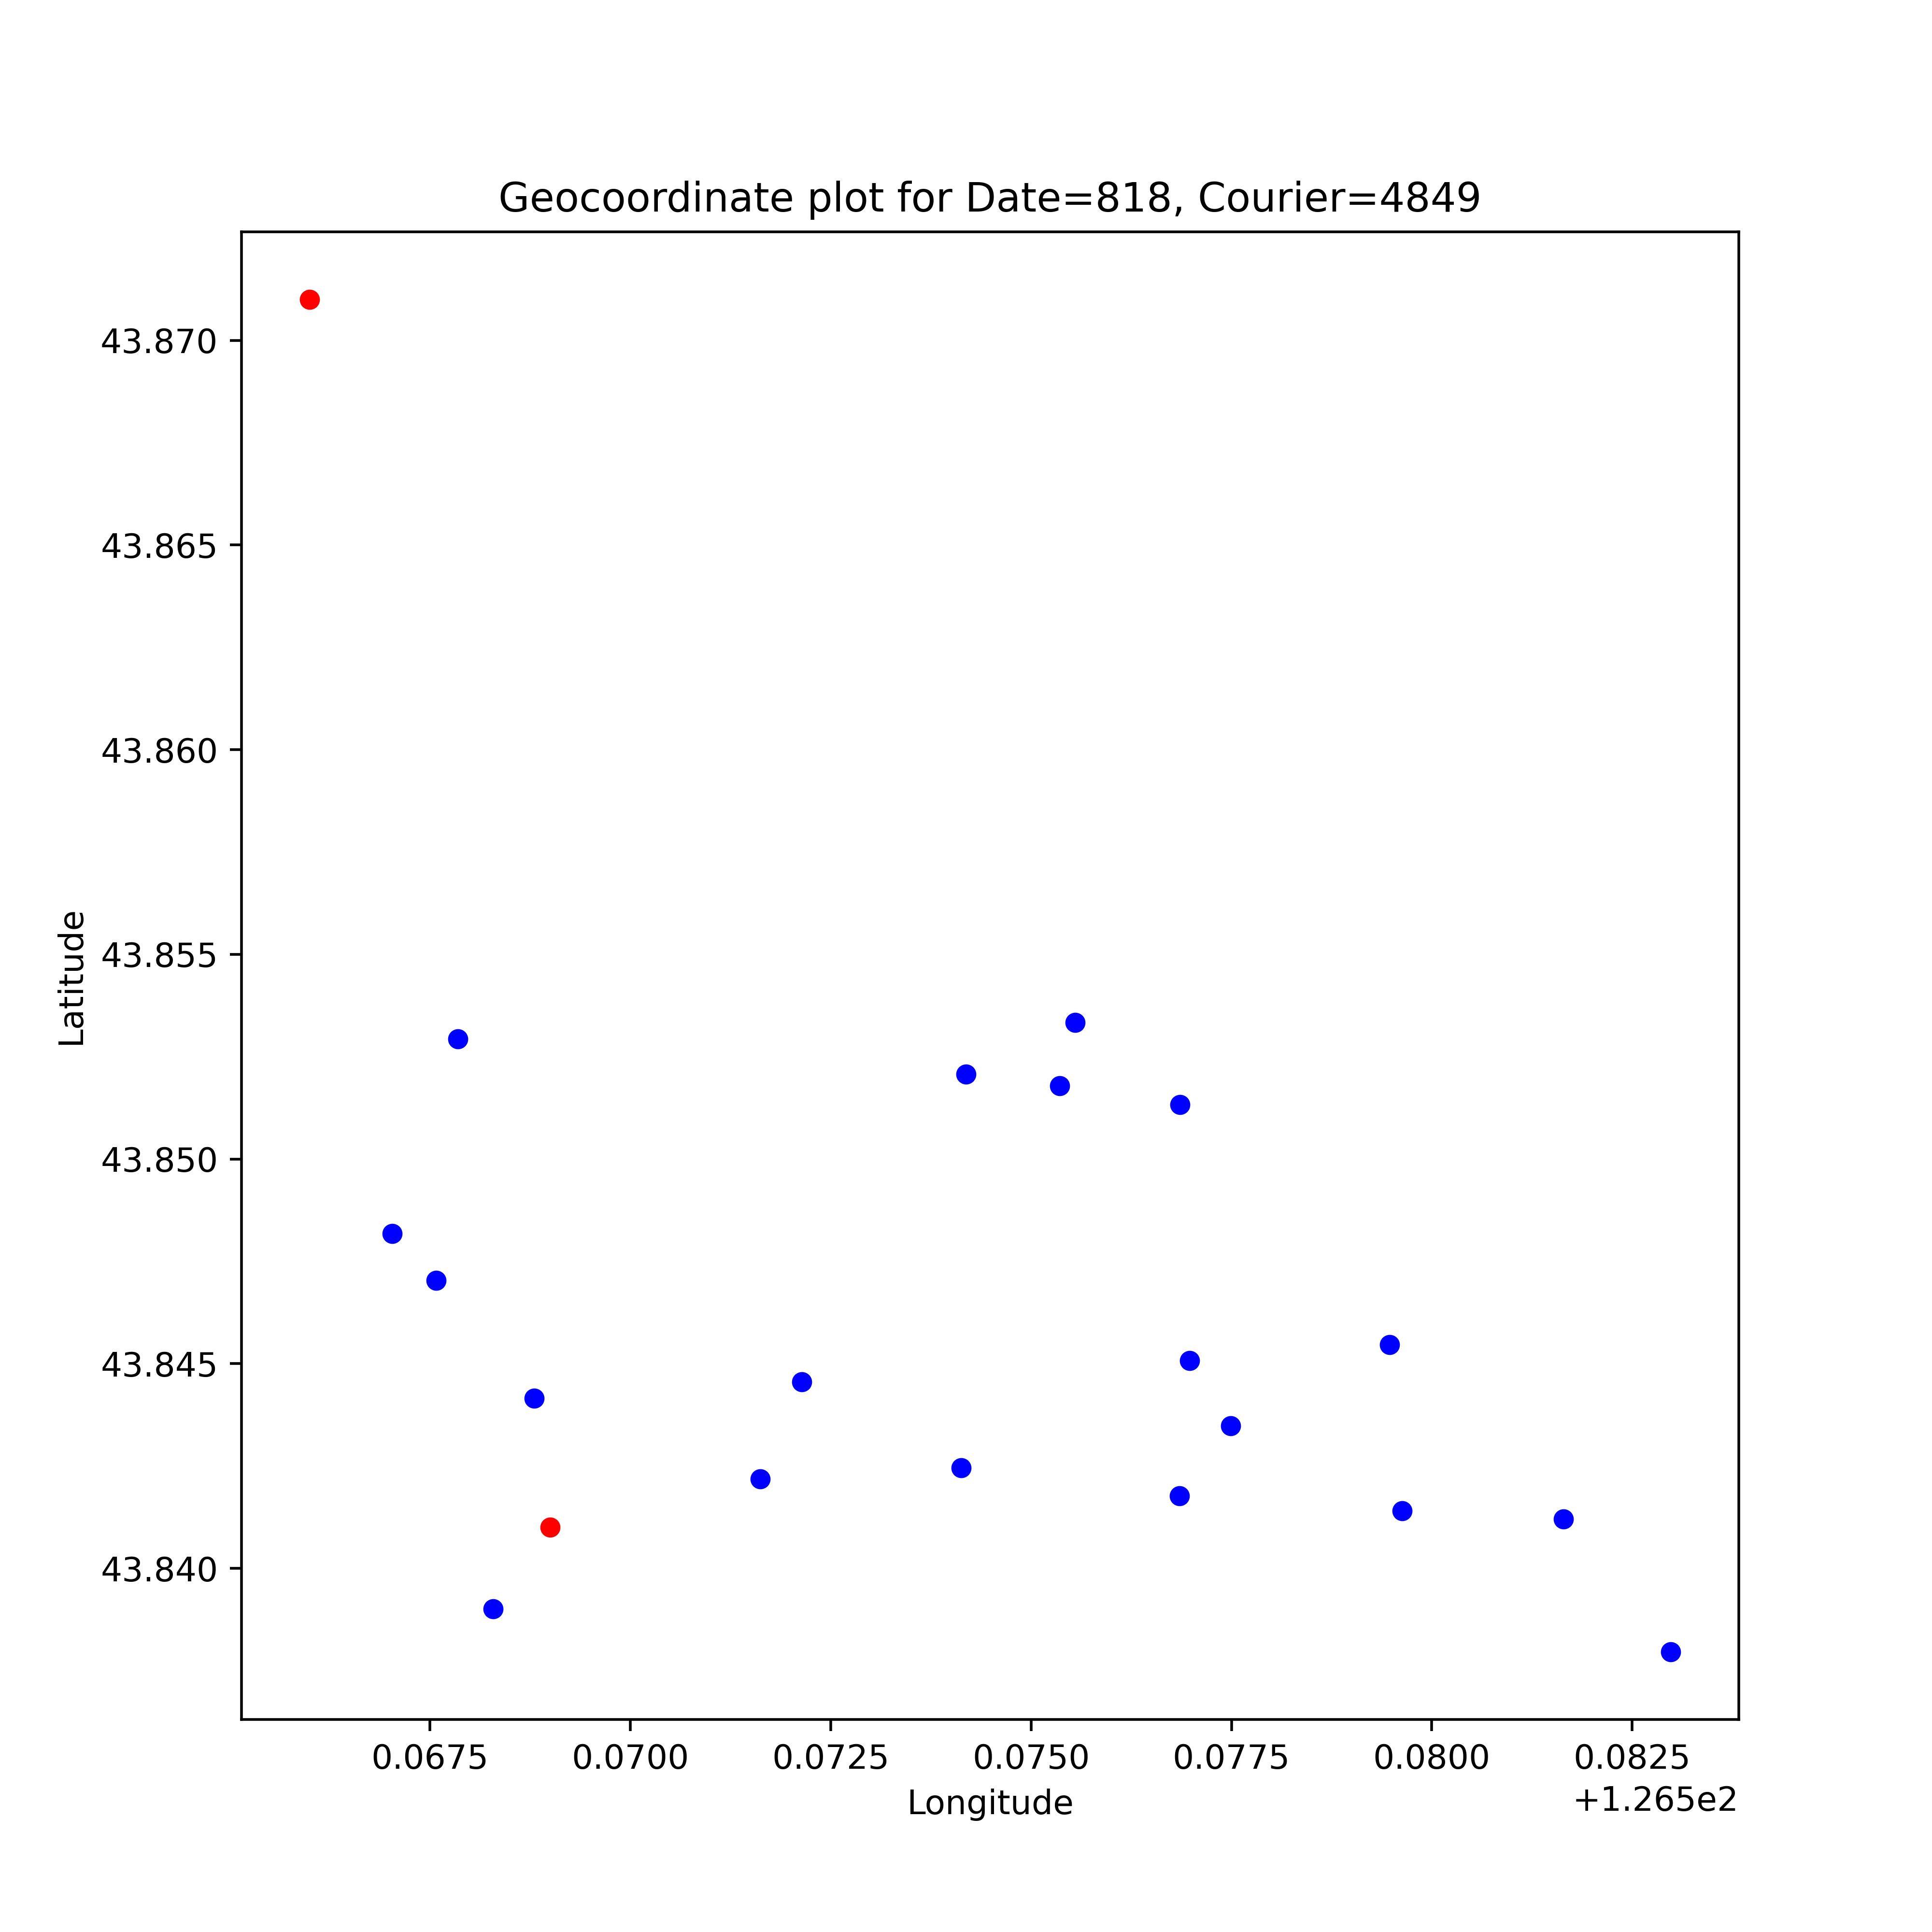 Geocoordinate plot for Date=818, Courier=4849
43.870
43.865
43.860
43.855
43.850
43.845
43.840
Latitude
0.0675 0.0700 0.0725 0.0750 0.0775 0.0800 0.0825
+1.265e2
Longitude